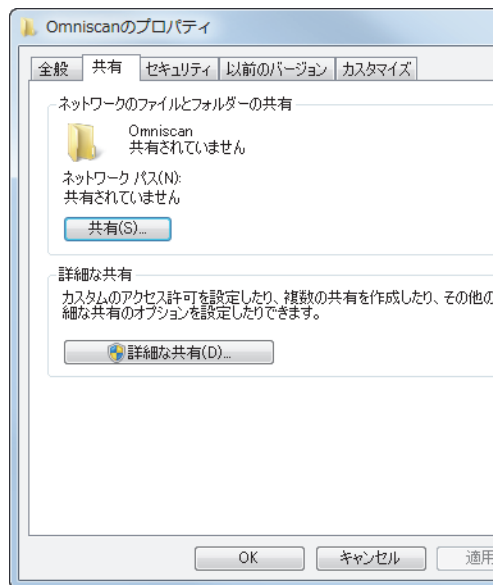 Omniscanのプロパティ
全般 共有 セキュリティ 以前のバージョン カスタマイズ
ネットワークのファイルとフォルダーの共有
Omniscan
共有されていません
ネットワーク パス(N):
共有されていません
共有(S)...
詳細な共有
カスタムのアクセス許可を設定したり、複数の共有を作成したり、その他の
細な共有のオプションを設定したりできます。
詳細な共有(D)...
OK キャンセル 適用